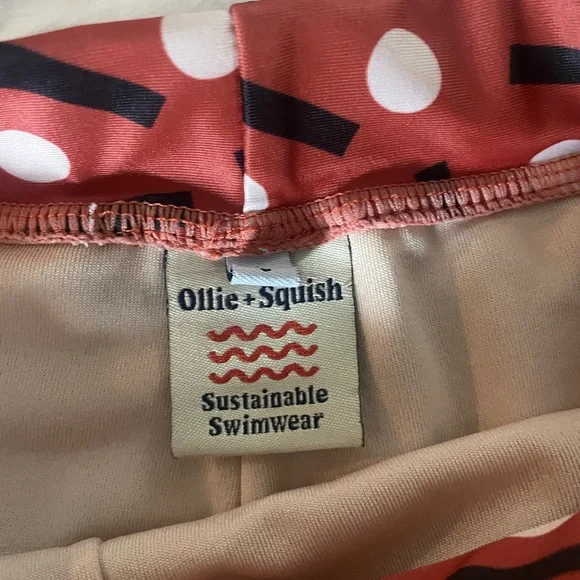 Ollie + Squish
Sustainable
Swimwear